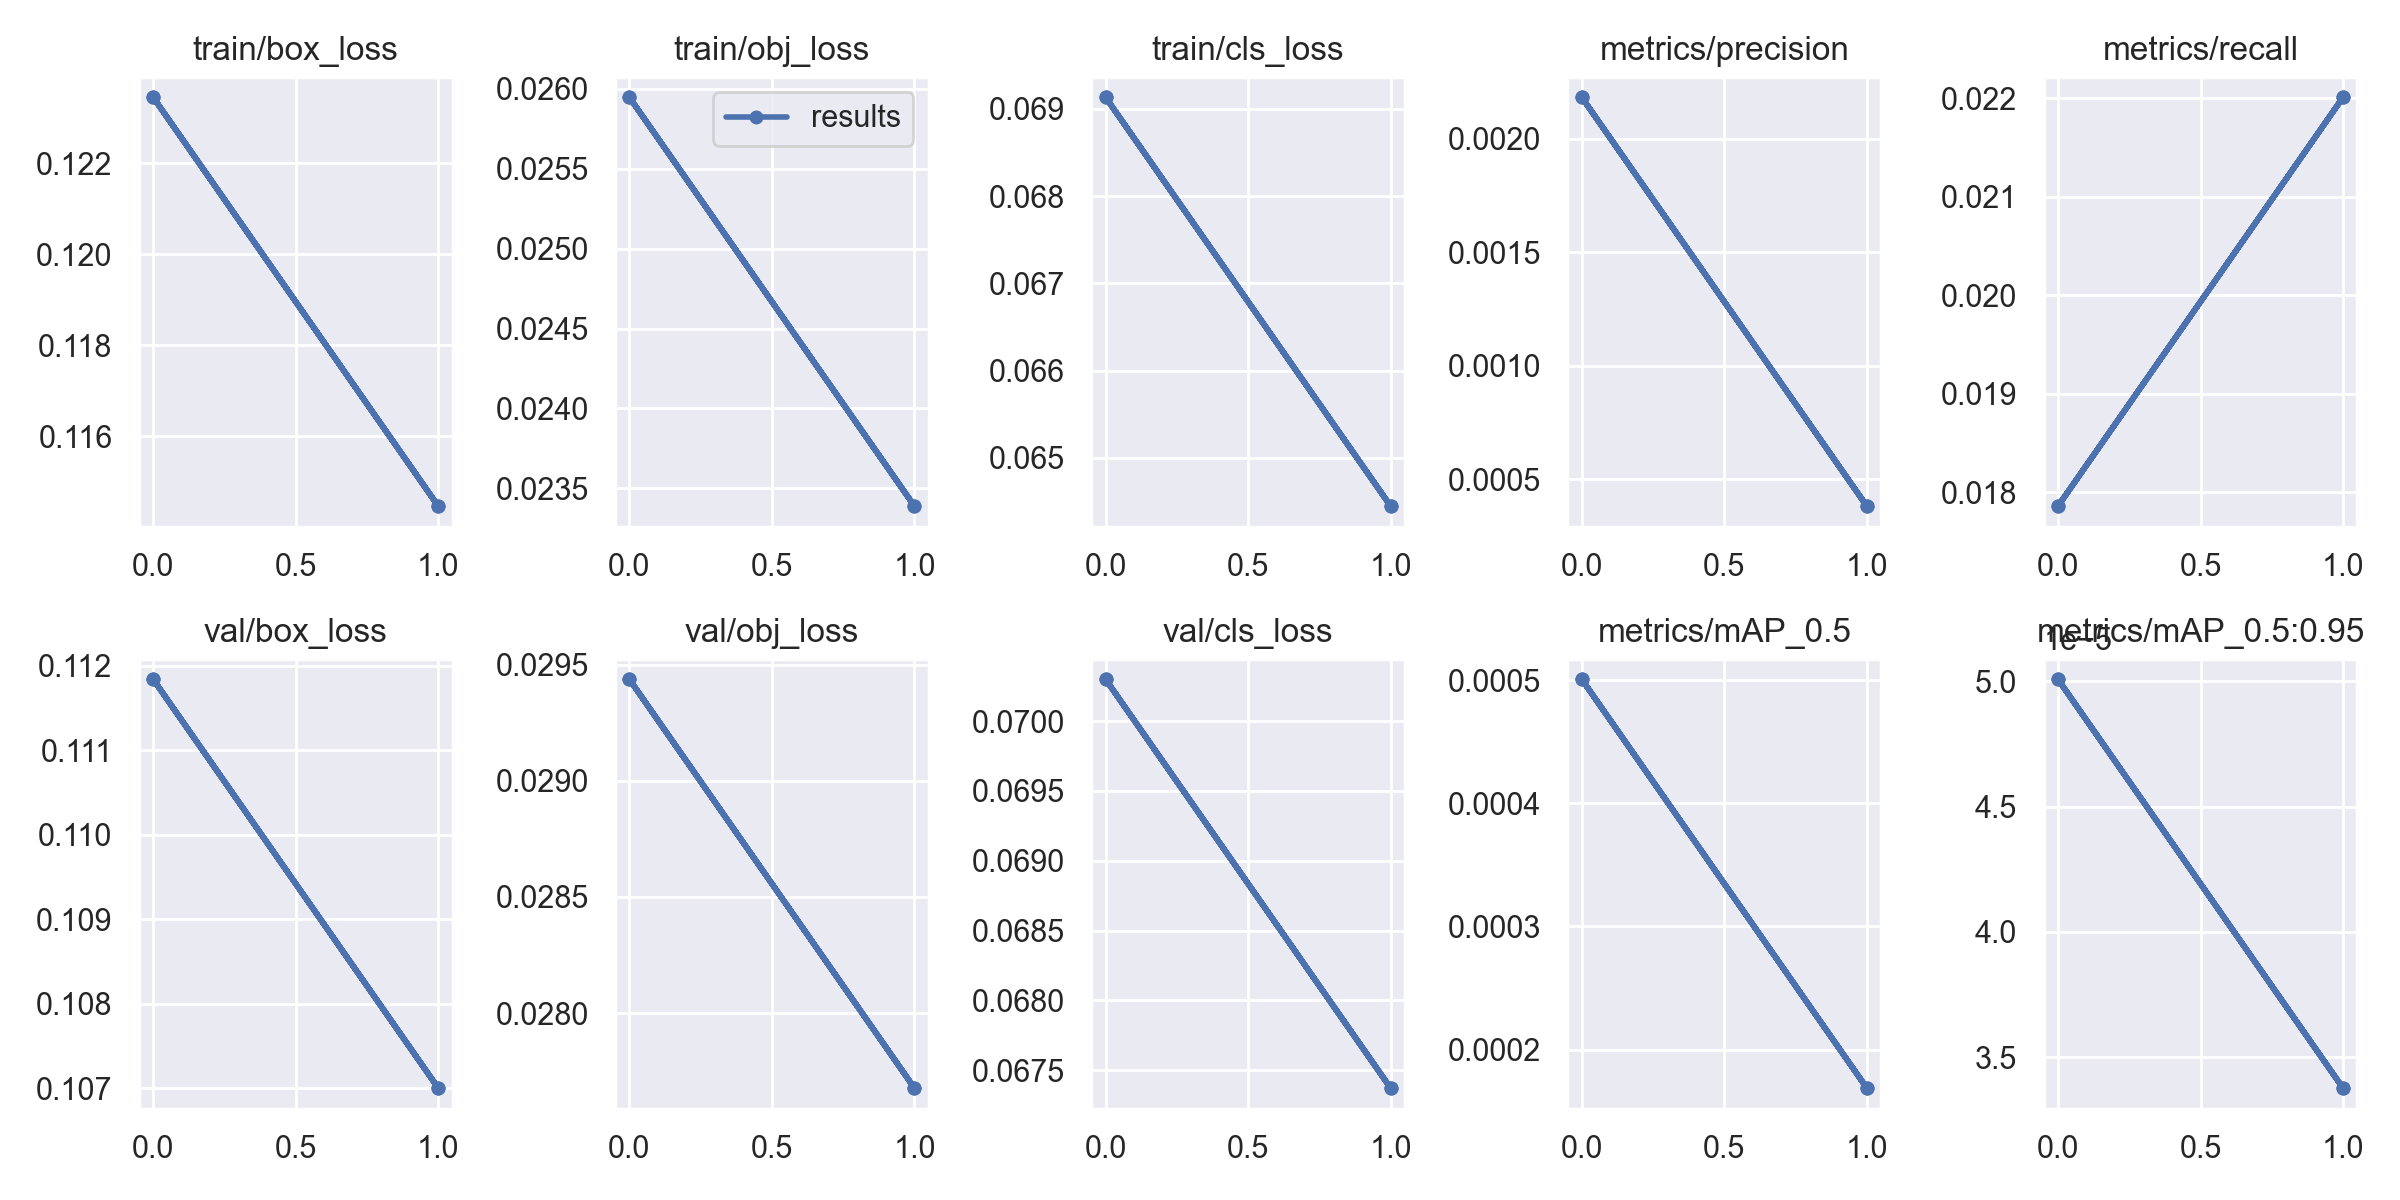 train/box_loss
0.122
0.120
0.118
0.116
0.0 0.5 1.0
train/obj_loss
results
0.0260
0.0255
0.0250
0.0245
0.0240
0.0235
0.0 0.5 1.0
train/cls_loss
0.069
0.068
0.067
0.066
0.065
0.0 0.5 1.0
metrics/precision
0.0020
0.0015
0.0010
0.0005
0.0 0.5 1.0
metrics/recall
0.022
0.021
0.020
0.019
0.018
0.0 0.5 1.0
val/box_loss
0.112
0.111
0.110
0.109
0.108
0.107
0.0 0.5 1.0
val/obj_loss
0.0295
0.0290
0.0285
0.0280
0.0 0.5 1.0
val/cls_loss
0.0700
0.0695
0.0690
0.0685
0.0680
0.0675
0.0 0.5 1.0
metrics/mAP_0.5
0.0005
0.0004
0.0003
0.0002
0.0 0.5 1.0
metrics/mAP_0.5:0.95
1e−5
5.0
4.5
4.0
3.5
0.0 0.5 1.0